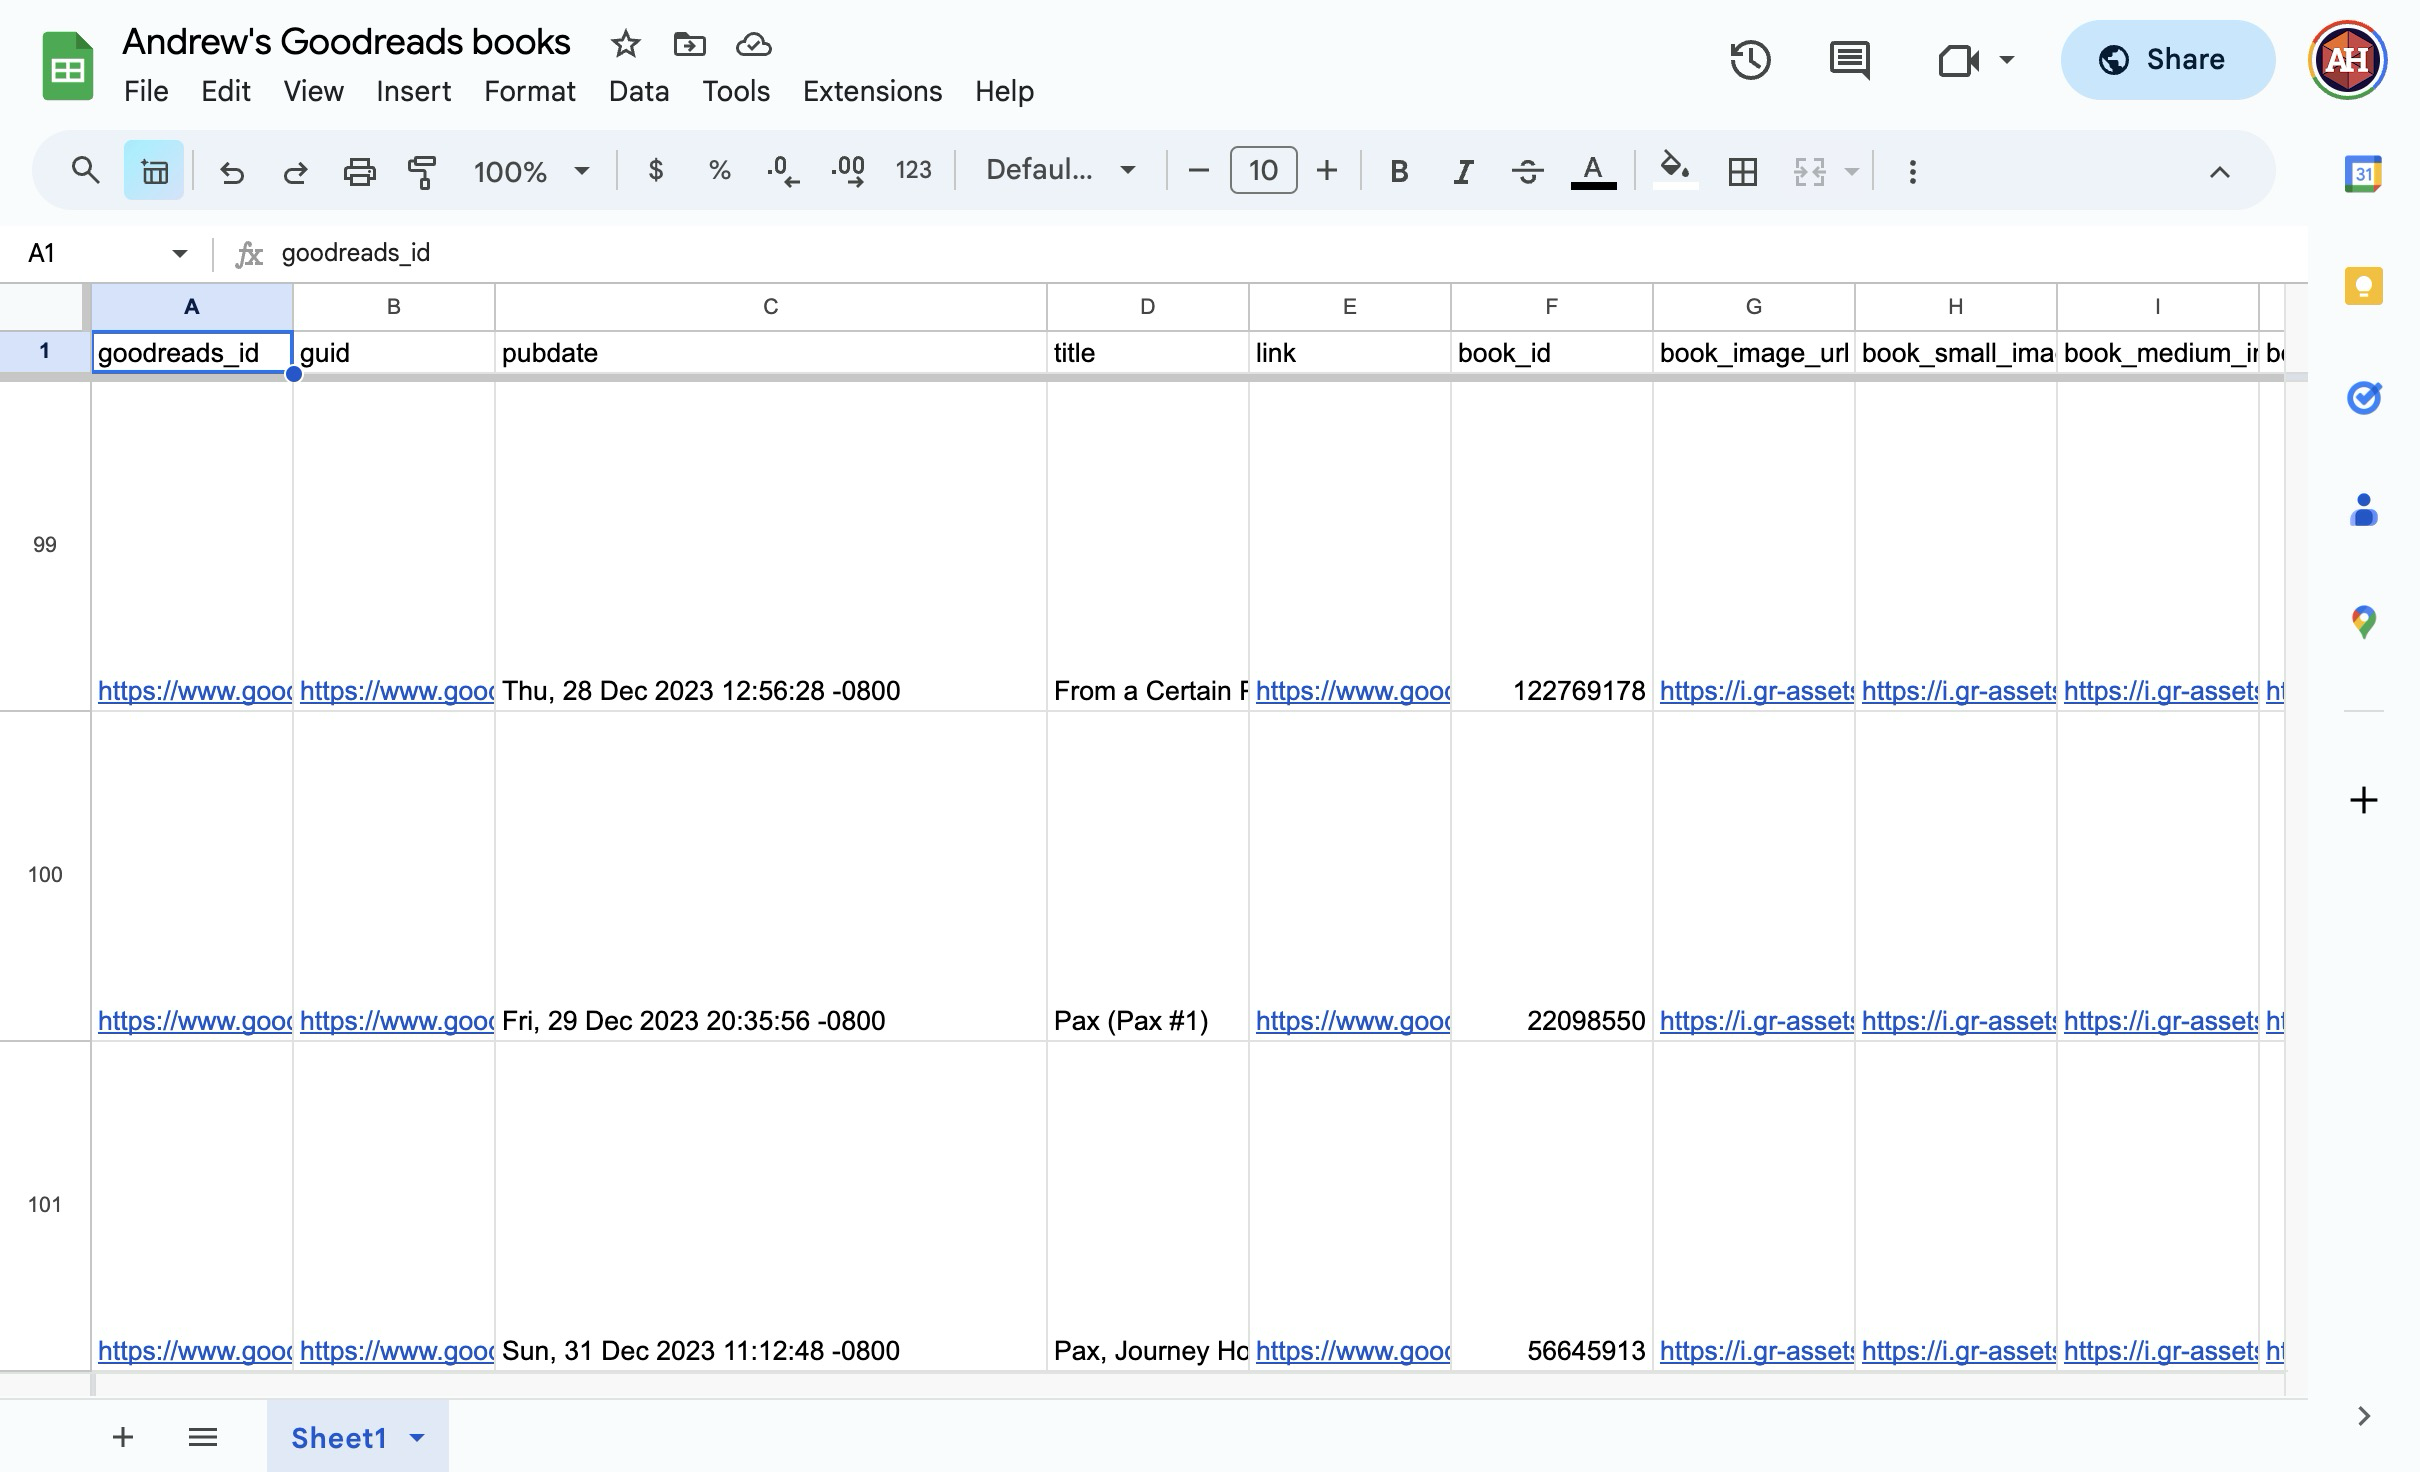 Andrew's Goodreads books
File Edit View Insert Format Data Tools Extensions Help
Share
AH
100% $ % .0 .00 123 Defaul... 10 B I A
31
A1 fx goodreads_id
A B C D E F G H I
1 goodreads_id guid pubdate title link book_id book_image_url book_small_ima book_medium_i
99 https://www.good https://www.good Thu, 28 Dec 2023 12:56:28 -0800 From a Certain https://www.good 122769178 https://i.gr-assets https://i.gr-assets https://i.gr-assets ht
100 https://www.good https://www.good Fri, 29 Dec 2023 20:35:56 -0800 Pax (Pax #1) https://www.good 22098550 https://i.gr-assets https://i.gr-assets https://i.gr-assets ht
101 https://www.good https://www.good Sun, 31 Dec 2023 11:12:48 -0800 Pax, Journey Ho https://www.good 56645913 https://i.gr-assets https://i.gr-assets https://i.gr-assets ht
Sheet1